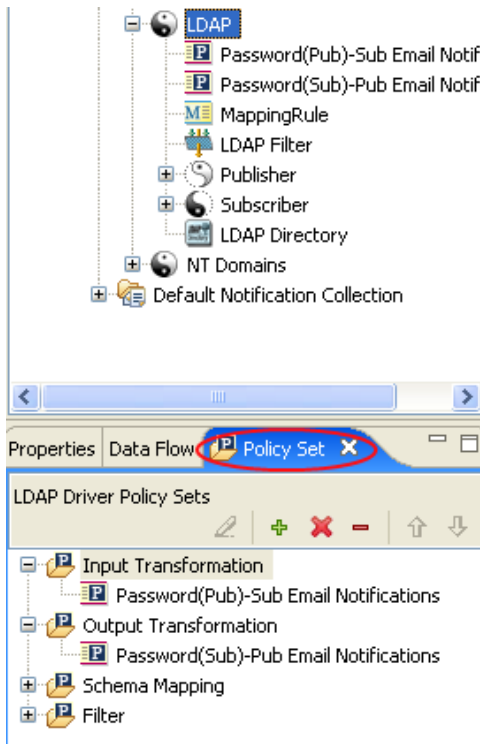 LDAP
Password(Pub)-Sub Email Notif
Password(Sub)-Pub Email Notif
MappingRule
LDAP Filter
Publisher
Subscriber
LDAP Directory
NT Domains
Default Notification Collection
Properties Data Flow Policy Set
LDAP Driver Policy Sets
Input Transformation
Password(Pub)-Sub Email Notifications
Output Transformation
Password(Sub)-Pub Email Notifications
Schema Mapping
Filter